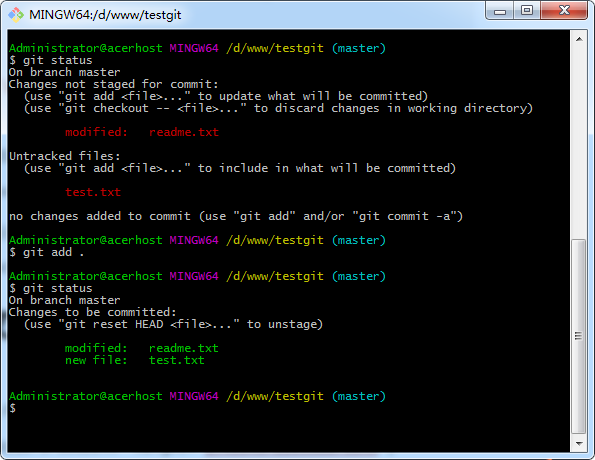 MINGW64:/d/www/testgit
Administrator@acerhost MINGW64 /d/www/testgit (master)
$ git status
On branch master
Changes not staged for commit:
  (use "git add <file>..." to update what will be committed)
  (use "git checkout -- <file>..." to discard changes in working directory)
        modified:   readme.txt
Untracked files:
  (use "git add <file>..." to include in what will be committed)
        test.txt
no changes added to commit (use "git add" and/or "git commit -a")
Administrator@acerhost MINGW64 /d/www/testgit (master)
$ git add .
Administrator@acerhost MINGW64 /d/www/testgit (master)
$ git status
On branch master
Changes to be committed:
  (use "git reset HEAD <file>..." to unstage)
        modified:   readme.txt
        new file:   test.txt
Administrator@acerhost MINGW64 /d/www/testgit (master)
$